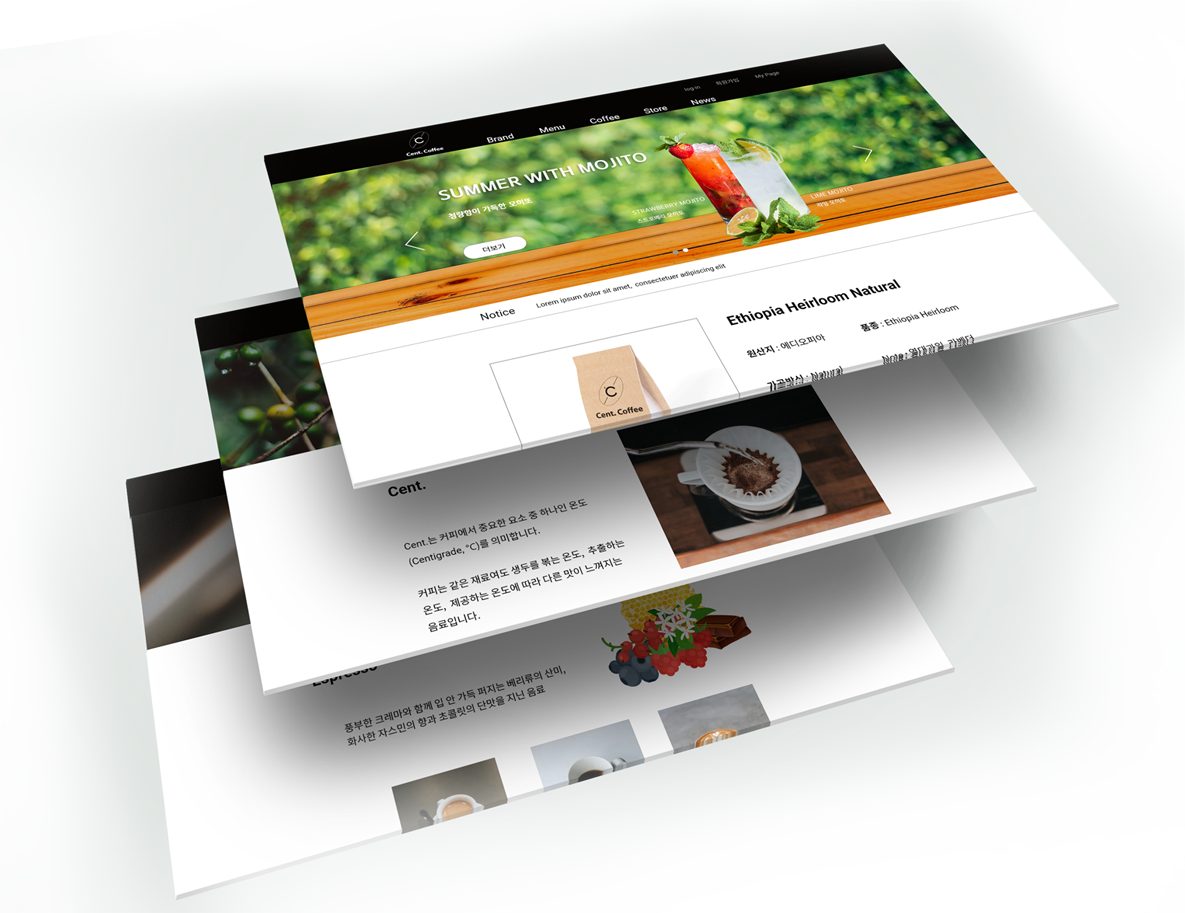 log-in 회원가입 My Page
C
Cent. Coffee
Brand Menu Coffee Store News
SUMMER WITH MOJITO
청량함이 가득한 모히또
STRAWBERRY MOJITO
스트로베리 모히또
LIME MOJITO
라임 모히또
더보기
Notice Lorem ipsum dolor sit amet, consectetuer adipiscing elit
Ethiopia Heirloom Natural
원산지 : 에디오피아 품종 : Ethiopia Heirloom
가공방식 : Natural Note :
C
Cent. Coffee
Cent.
Cent.는 커피에서 중요한 요소 중 하나인 온도
(Centigrade, °C)를 의미합니다.
커피는 같은 재료여도 생두를 볶는 온도, 추출하는
온도, 제공하는 온도에 따라 다른 맛이 느껴지는
음료입니다.
Espresso
풍부한 크레마와 함께 입 안 가득 퍼지는 베리류의 산미,
화사한 자스민의 향과 초콜릿의 단맛을 지닌 음료